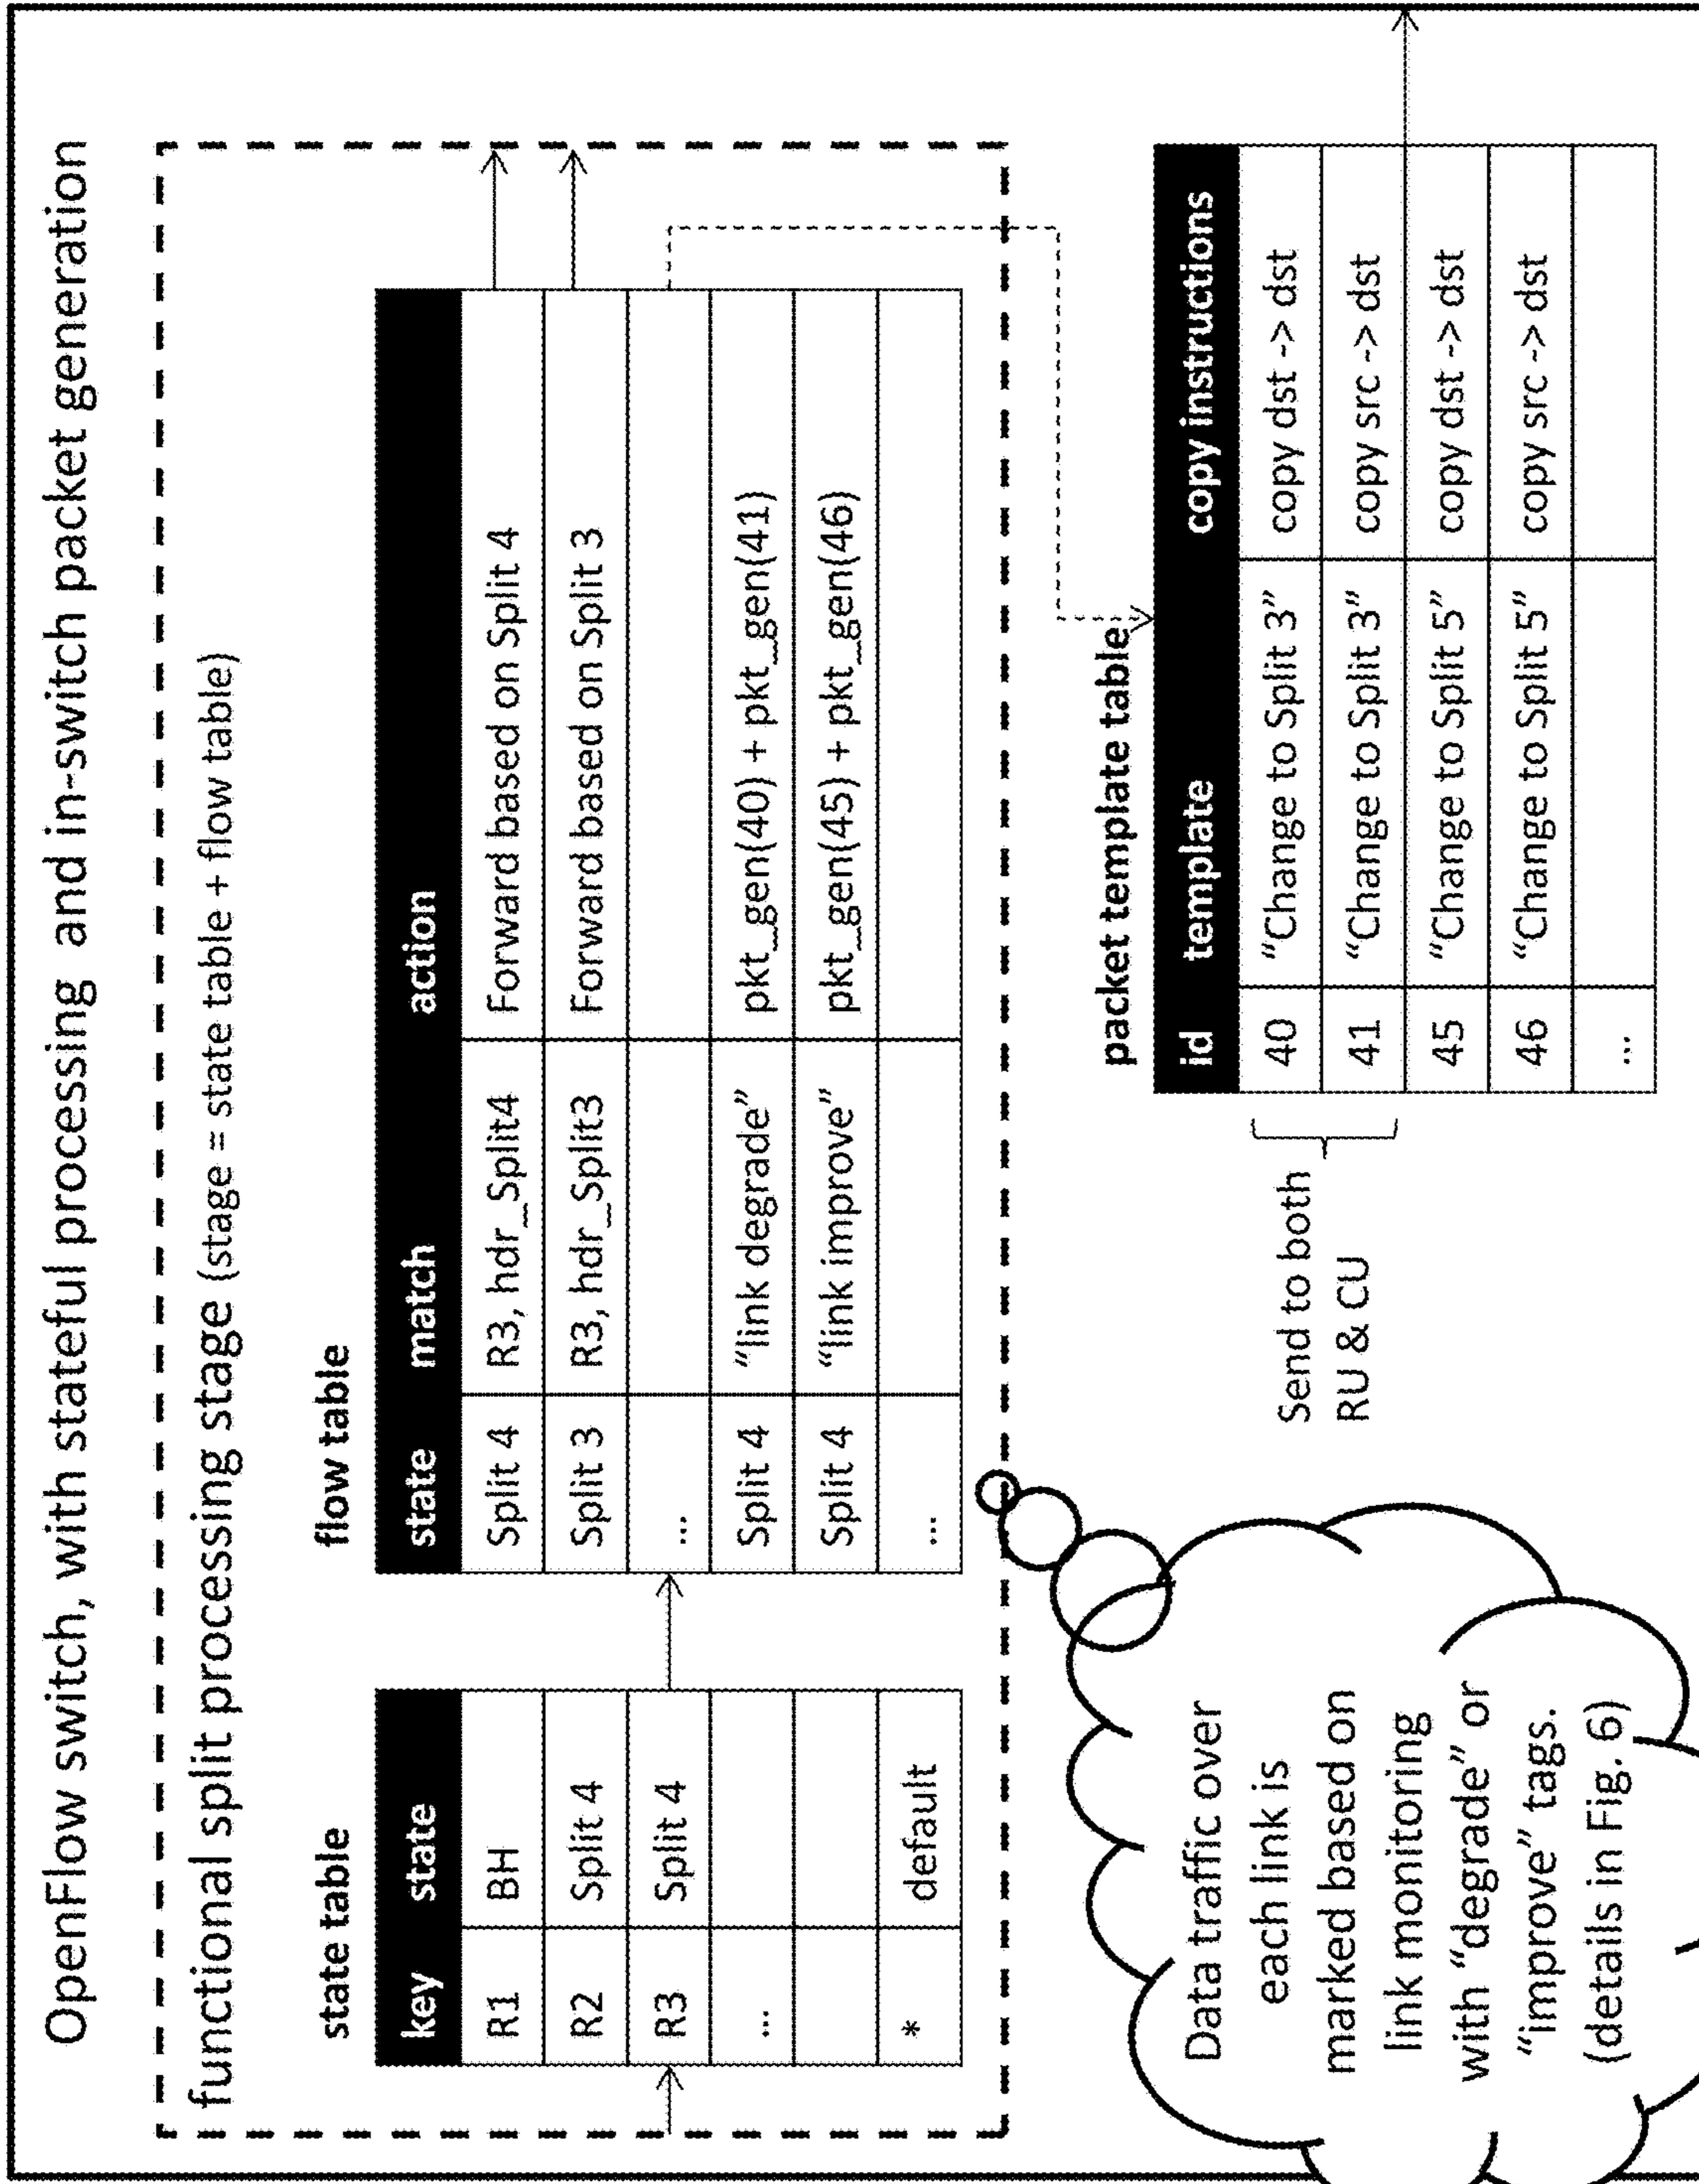 OpenFlow switch, with stateful processing and in-switch packet generation
functional split processing stage (stage = state table + flow table)
state table
key state
R1 BH
R2 Split 4
R3 Split 4
...
* default
flow table
state match action
Split 4 R3, hdr_Split4 Forward based on Split 4
Split 3 R3, hdr_Split3 Forward based on Split 3
...
Split 4 “link degrade” pkt_gen(40) + pkt_gen(41)
Split 4 “link improve” pkt_gen(45) + pkt_gen(46)
...
Data traffic over
each link is
marked based on
link monitoring
with “degrade” or
“improve” tags.
(details in Fig. 6)
Send to both
RU & CU
packet template table
id template copy instructions
40 “Change to Split 3” copy dst -> dst
41 “Change to Split 3” copy src -> dst
45 “Change to Split 5” copy dst -> dst
46 “Change to Split 5” copy src -> dst
...